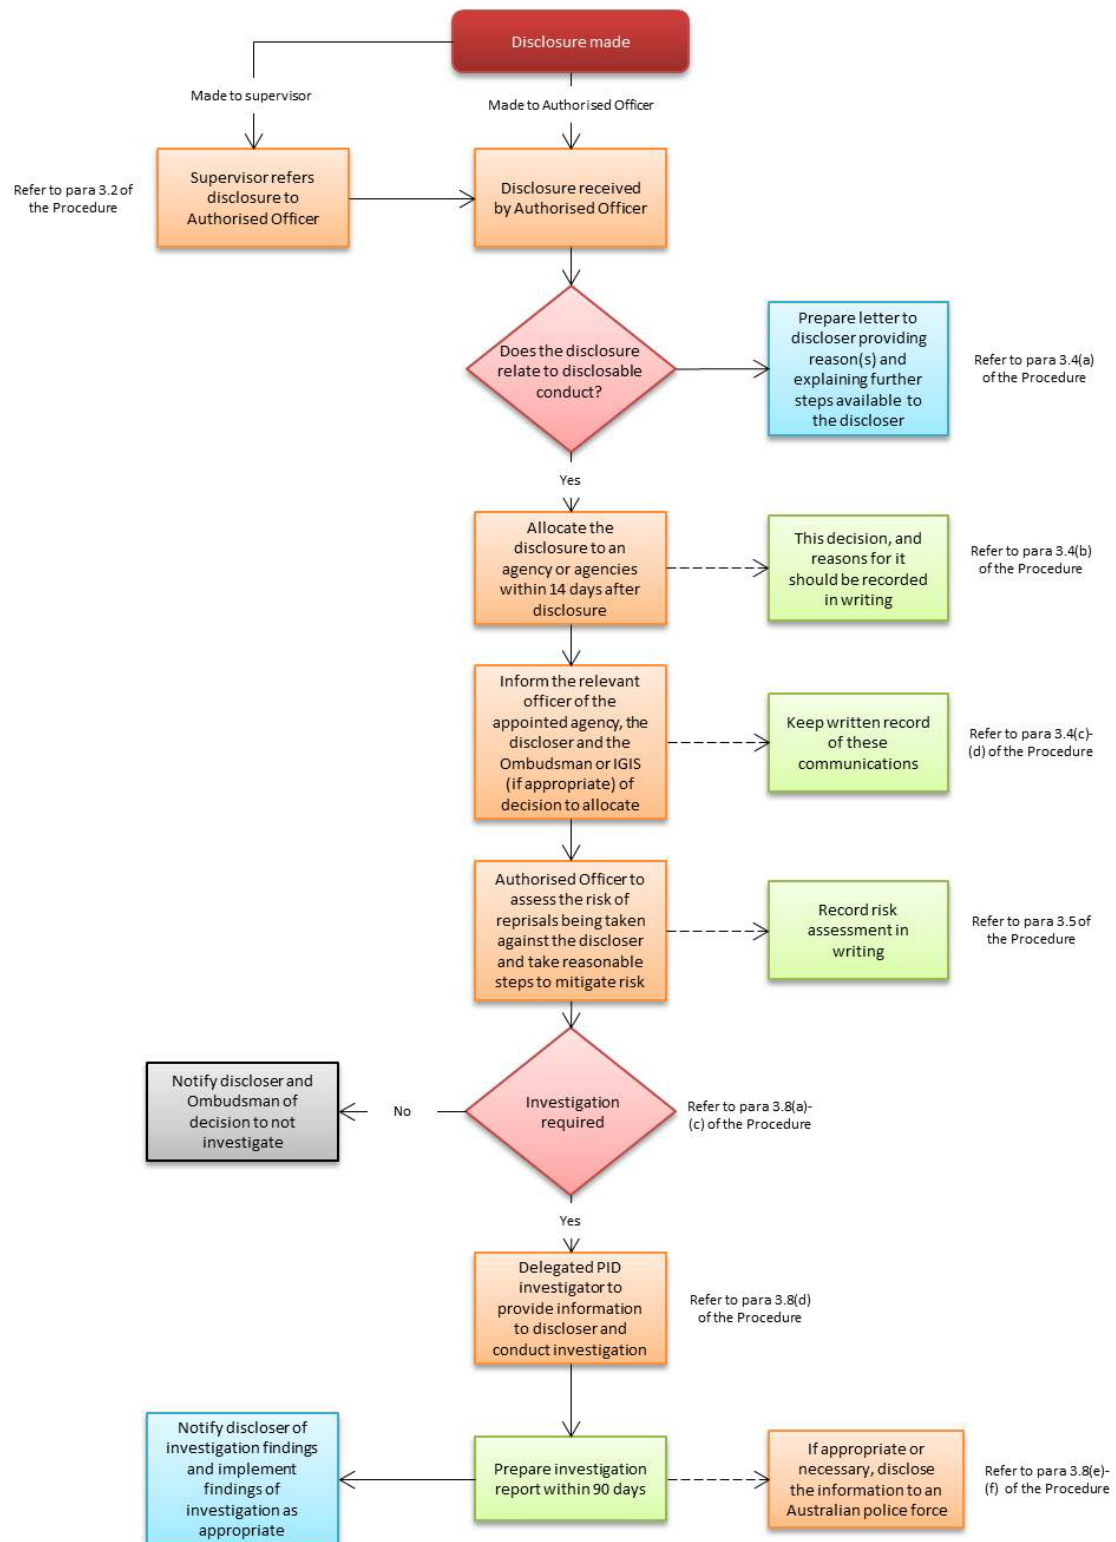 Disclosure made
Made to supervisor
Made to Authorised Officer
Refer to para 3.2 of
the Procedure
Supervisor refers
disclosure to
Authorised Officer
Disclosure received
by Authorised Officer
Does the disclosure
relate to disclosable
conduct?
Prepare letter to
discloser providing
reason(s) and
explaining further
steps available to
the discloser
Refer to para 3.4(a)
of the Procedure
Yes
Allocate the
disclosure to an
agency or agencies
within 14 days after
disclosure
This decision, and
reasons for it
should be recorded
in writing
Refer to para 3.4(b)
of the Procedure
Inform the relevant
officer of the
appointed agency, the
discloser and the
Ombudsman or IGIS
(if appropriate) of
decision to allocate
Keep written record
of these
communications
Refer to para 3.4(c)-
(d) of the Procedure
Authorised Officer to
assess the risk of
reprisals being taken
against the discloser
and take reasonable
steps to mitigate risk
Record risk
assessment in
writing
Refer to para 3.5 of
the Procedure
Notify discloser and
Ombudsman of
decision to not
investigate
No
Investigation
required
Refer to para 3.8(a)-
(c) of the Procedure
Yes
Delegated PID
investigator to
provide information
to discloser and
conduct investigation
Refer to para 3.8(d)
of the Procedure
Notify discloser of
investigation findings
and implement
findings of
investigation as
appropriate
Prepare investigation
report within 90 days
If appropriate or
necessary, disclose
the information to an
Australian police force
Refer to para 3.8(e)-
(f) of the Procedure